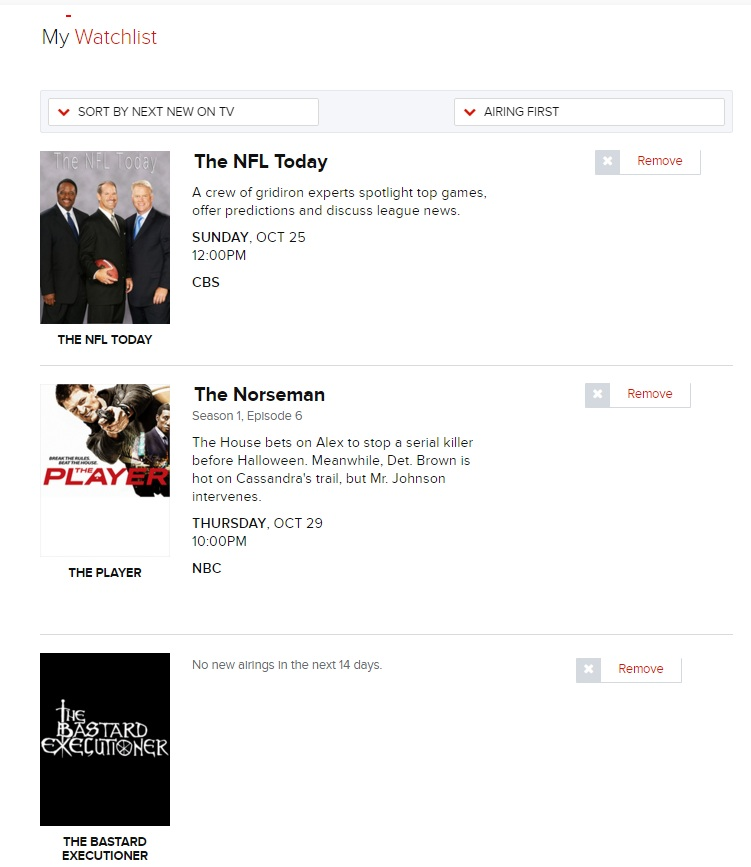 My Watchlist
SORT BY NEXT NEW ON TV
AIRING FIRST
The NFL Today
The NFL Today
Remove
A crew of gridiron experts spotlight top games,
offer predictions and discuss league news.
SUNDAY, OCT 25
12:00PM
CBS
THE NFL TODAY
The Norseman
Remove
Season 1, Episode 6
The House bets on Alex to stop a serial killer
before Halloween. Meanwhile, Det. Brown is
hot on Cassandra's trail, but Mr. Johnson
intervenes.
BREAK THE RULES.
BEAT THE HOUSE.
THE PLAYER
THURSDAY, OCT 29
10:00PM
NBC
THE PLAYER
No new airings in the next 14 days.
Remove
THE
BASTARD
EXECUTIONER
THE BASTARD
EXECUTIONER